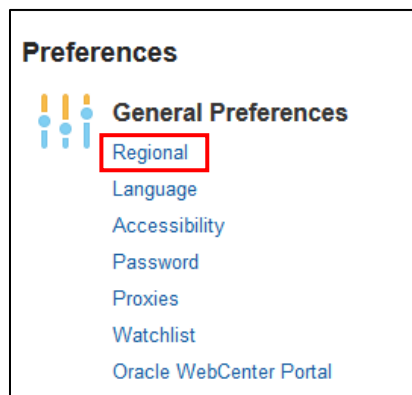 Preferences
General Preferences
Regional
Language
Accessibility
Password
Proxies
Watchlist
Oracle WebCenter Portal